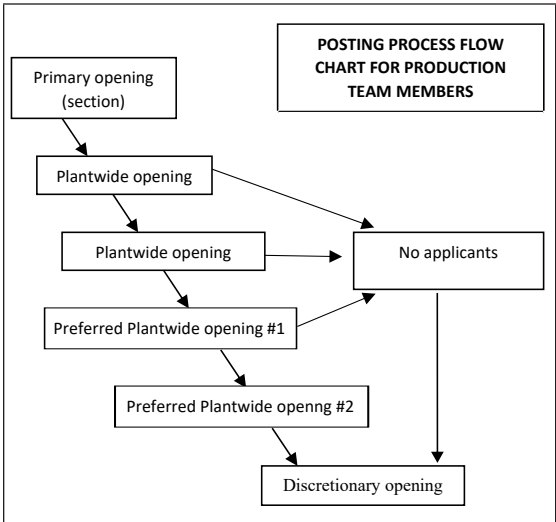 POSTING PROCESS FLOW
CHART FOR PRODUCTION
TEAM MEMBERS
Primary opening
(section)
Plantwide opening
Plantwide opening
No applicants
Preferred Plantwide opening #1
Preferred Plantwide openng #2
Discretionary opening